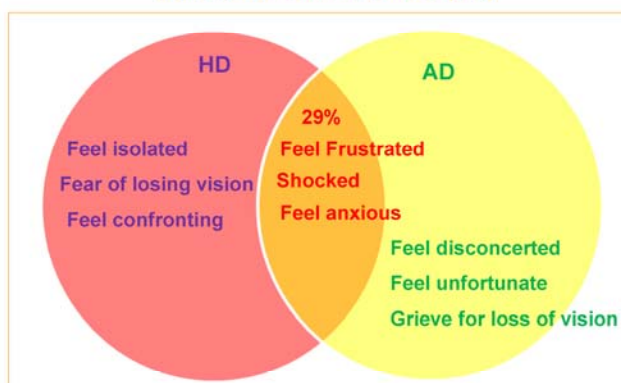 HD
Feel isolated
Fear of losing vision
Feel confronting
29%
Feel Frustrated
Shocked
Feel anxious
AD
Feel disconcerted
Feel unfortunate
Grieve for loss of vision